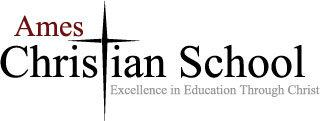 Ames
Christian School
Excellence in Education Through Christ